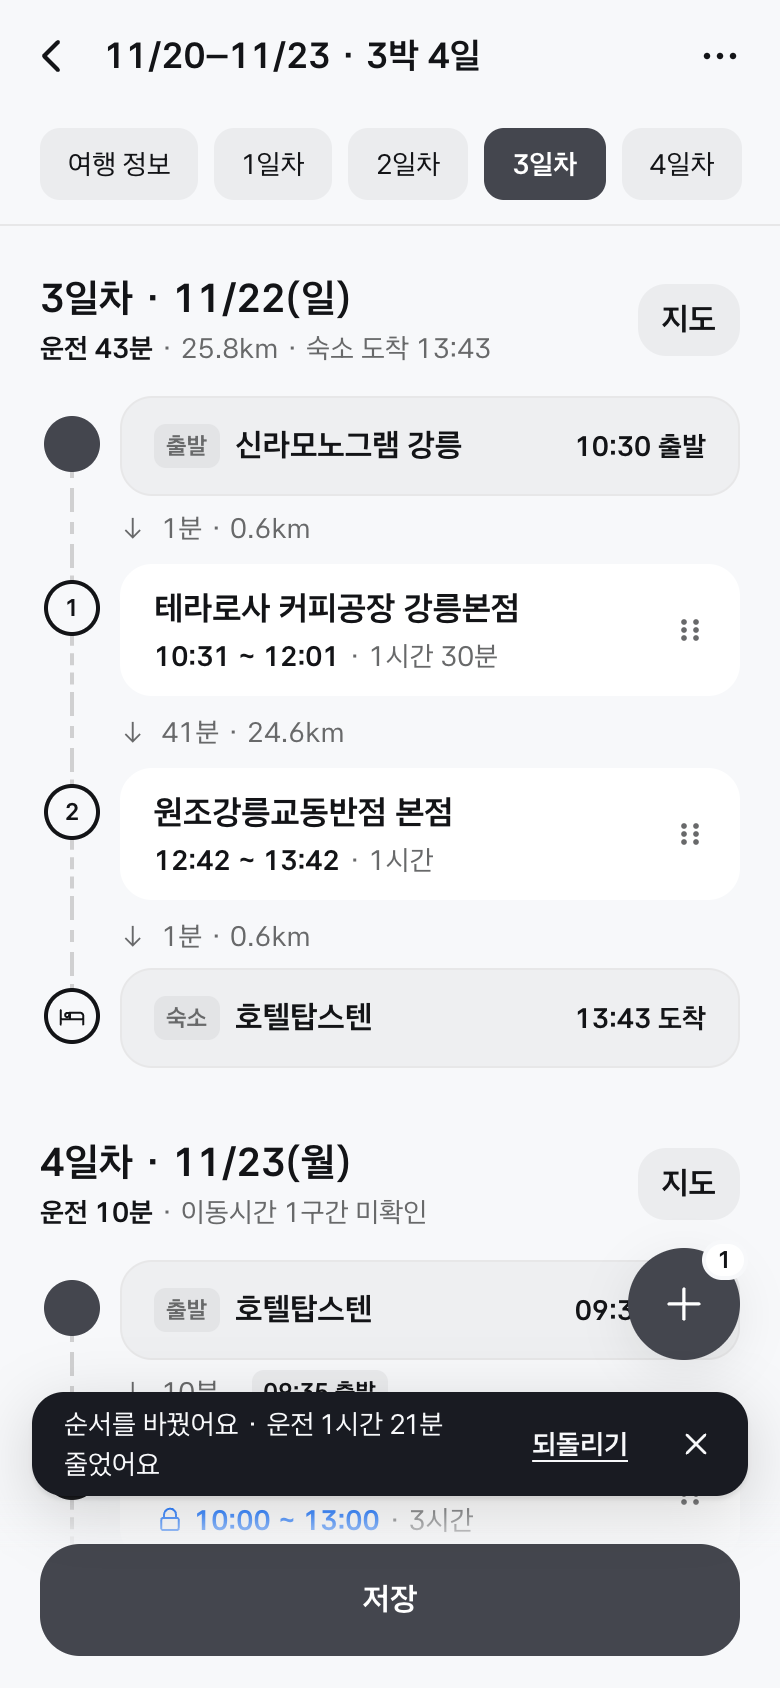 11/20–11/23 · 3박 4일
여행 정보
1일차
2일차
3일차
4일차
3일차 · 11/22(일)
운전 43분 · 25.8km · 숙소 도착 13:43
지도
출발 신라모노그램 강릉 10:30 출발
↓ 1분 · 0.6km
1
테라로사 커피공장 강릉본점
10:31 ~ 12:01 · 1시간 30분
↓ 41분 · 24.6km
2
원조강릉교동반점 본점
12:42 ~ 13:42 · 1시간
↓ 1분 · 0.6km
숙소 호텔탑스텐 13:43 도착
4일차 · 11/23(월)
운전 10분 · 이동시간 1구간 미확인
지도
1
출발 호텔탑스텐 09:3
10분 09:35 출발
순서를 바꿨어요 · 운전 1시간 21분
줄었어요
되돌리기
10:00 ~ 13:00 · 3시간
저장